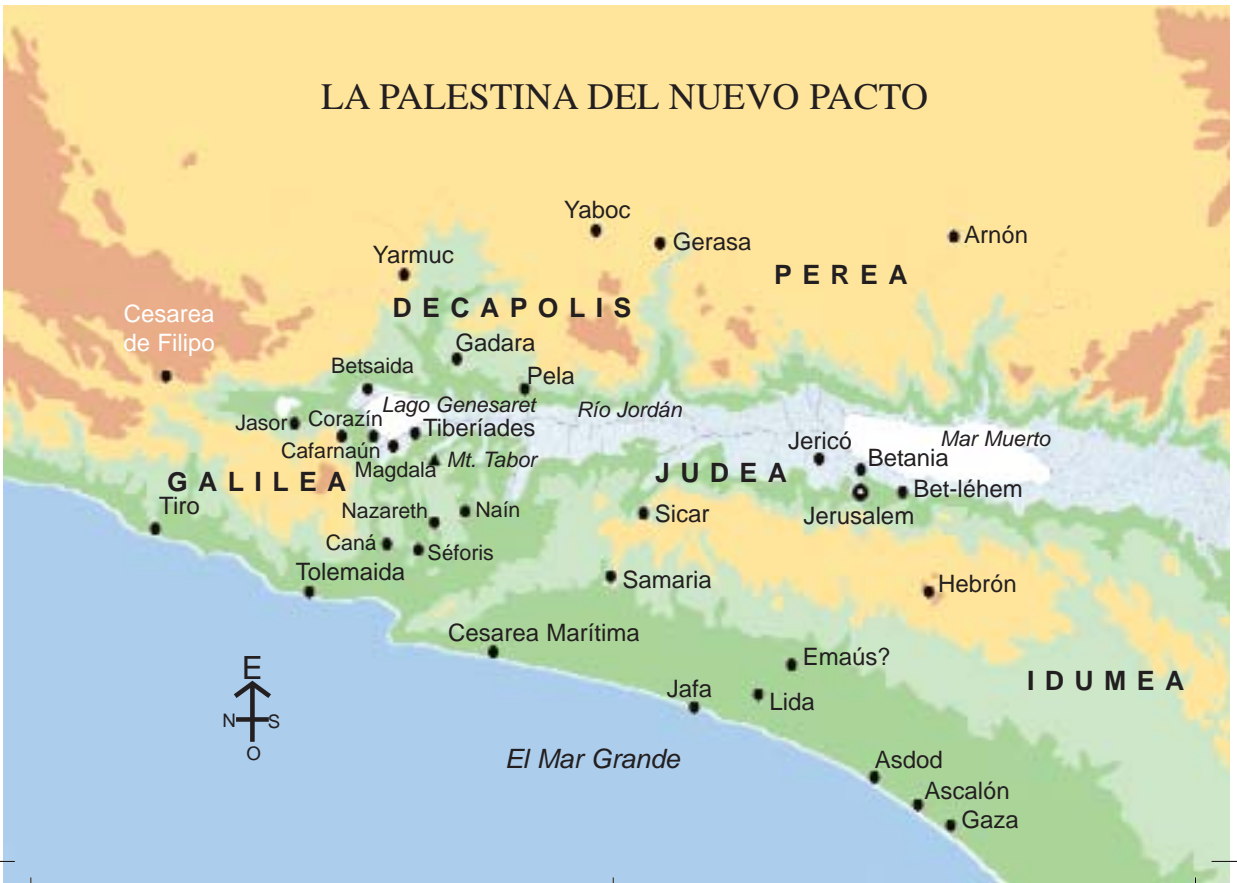 LA PALESTINA DEL NUEVO PACTO
Yaboc
Gerasa
Arnón
Yarmuc
PEREA
DECAPOLIS
Cesarea
de Filipo
Gadara
Betsaida
Pela
Lago Genesaret
Río Jordán
Jasor
Corazín
Tiberíades
Cafarnaún
Magdala
Mt. Tabor
Jericó
Mar Muerto
Betania
JUDEA
GALILEA
Bet-léhem
Tiro
Nazareth
Naín
Sicar
Jerusalem
Caná
Séforis
Tolemaida
Samaria
Hebrón
Cesarea Marítima
Emaús?
IDUMEA
E
N
S
O
Jafa
Lida
El Mar Grande
Asdod
Ascalón
Gaza